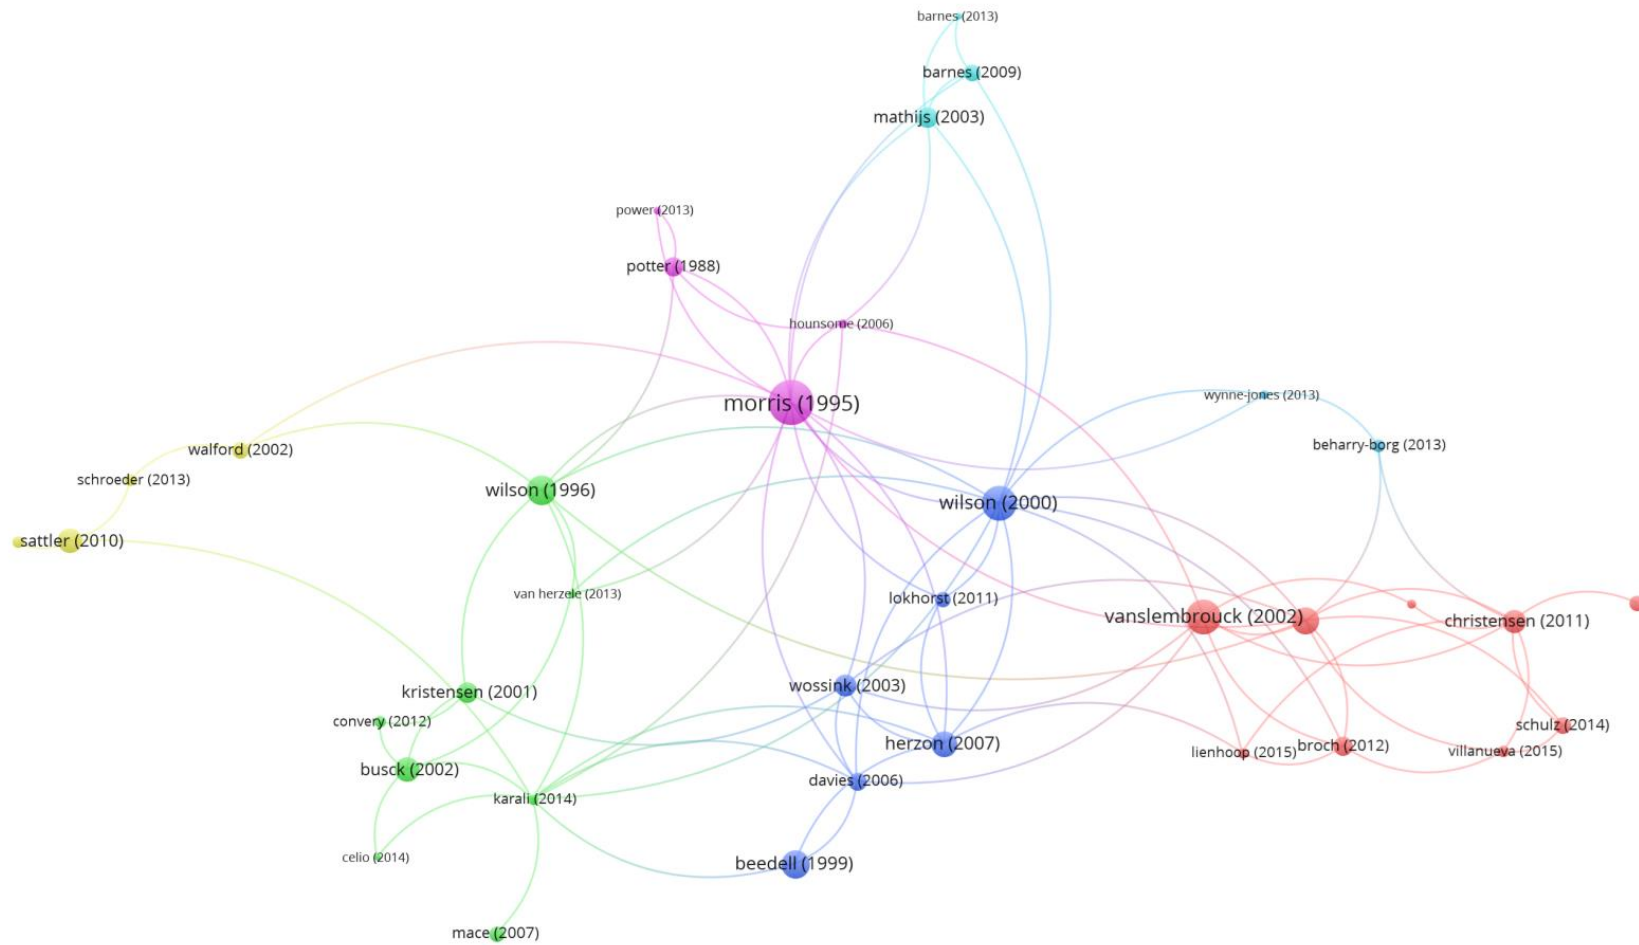 barnes (2013)
barnes (2009)
mathijs (2003)
power (2013)
potter (1988)
hounsome (2006)
morris (1995)
wynne-jones (2013)
beharry-borg (2013)
walford (2002)
schroeder (2013)
wilson (1996)
wilson (2000)
sattler (2010)
van herzele (2013)
lokhorst (2011)
vanslembrouck (2002)
christensen (2011)
wossink (2003)
kristensen (2001)
convery (2012)
schulz (2014)
herzon (2007)
lienhoop (2015)
broch (2012)
villanueva (2015)
busck (2002)
davies (2006)
karali (2014)
celio (2014)
beedell (1999)
mace (2007)